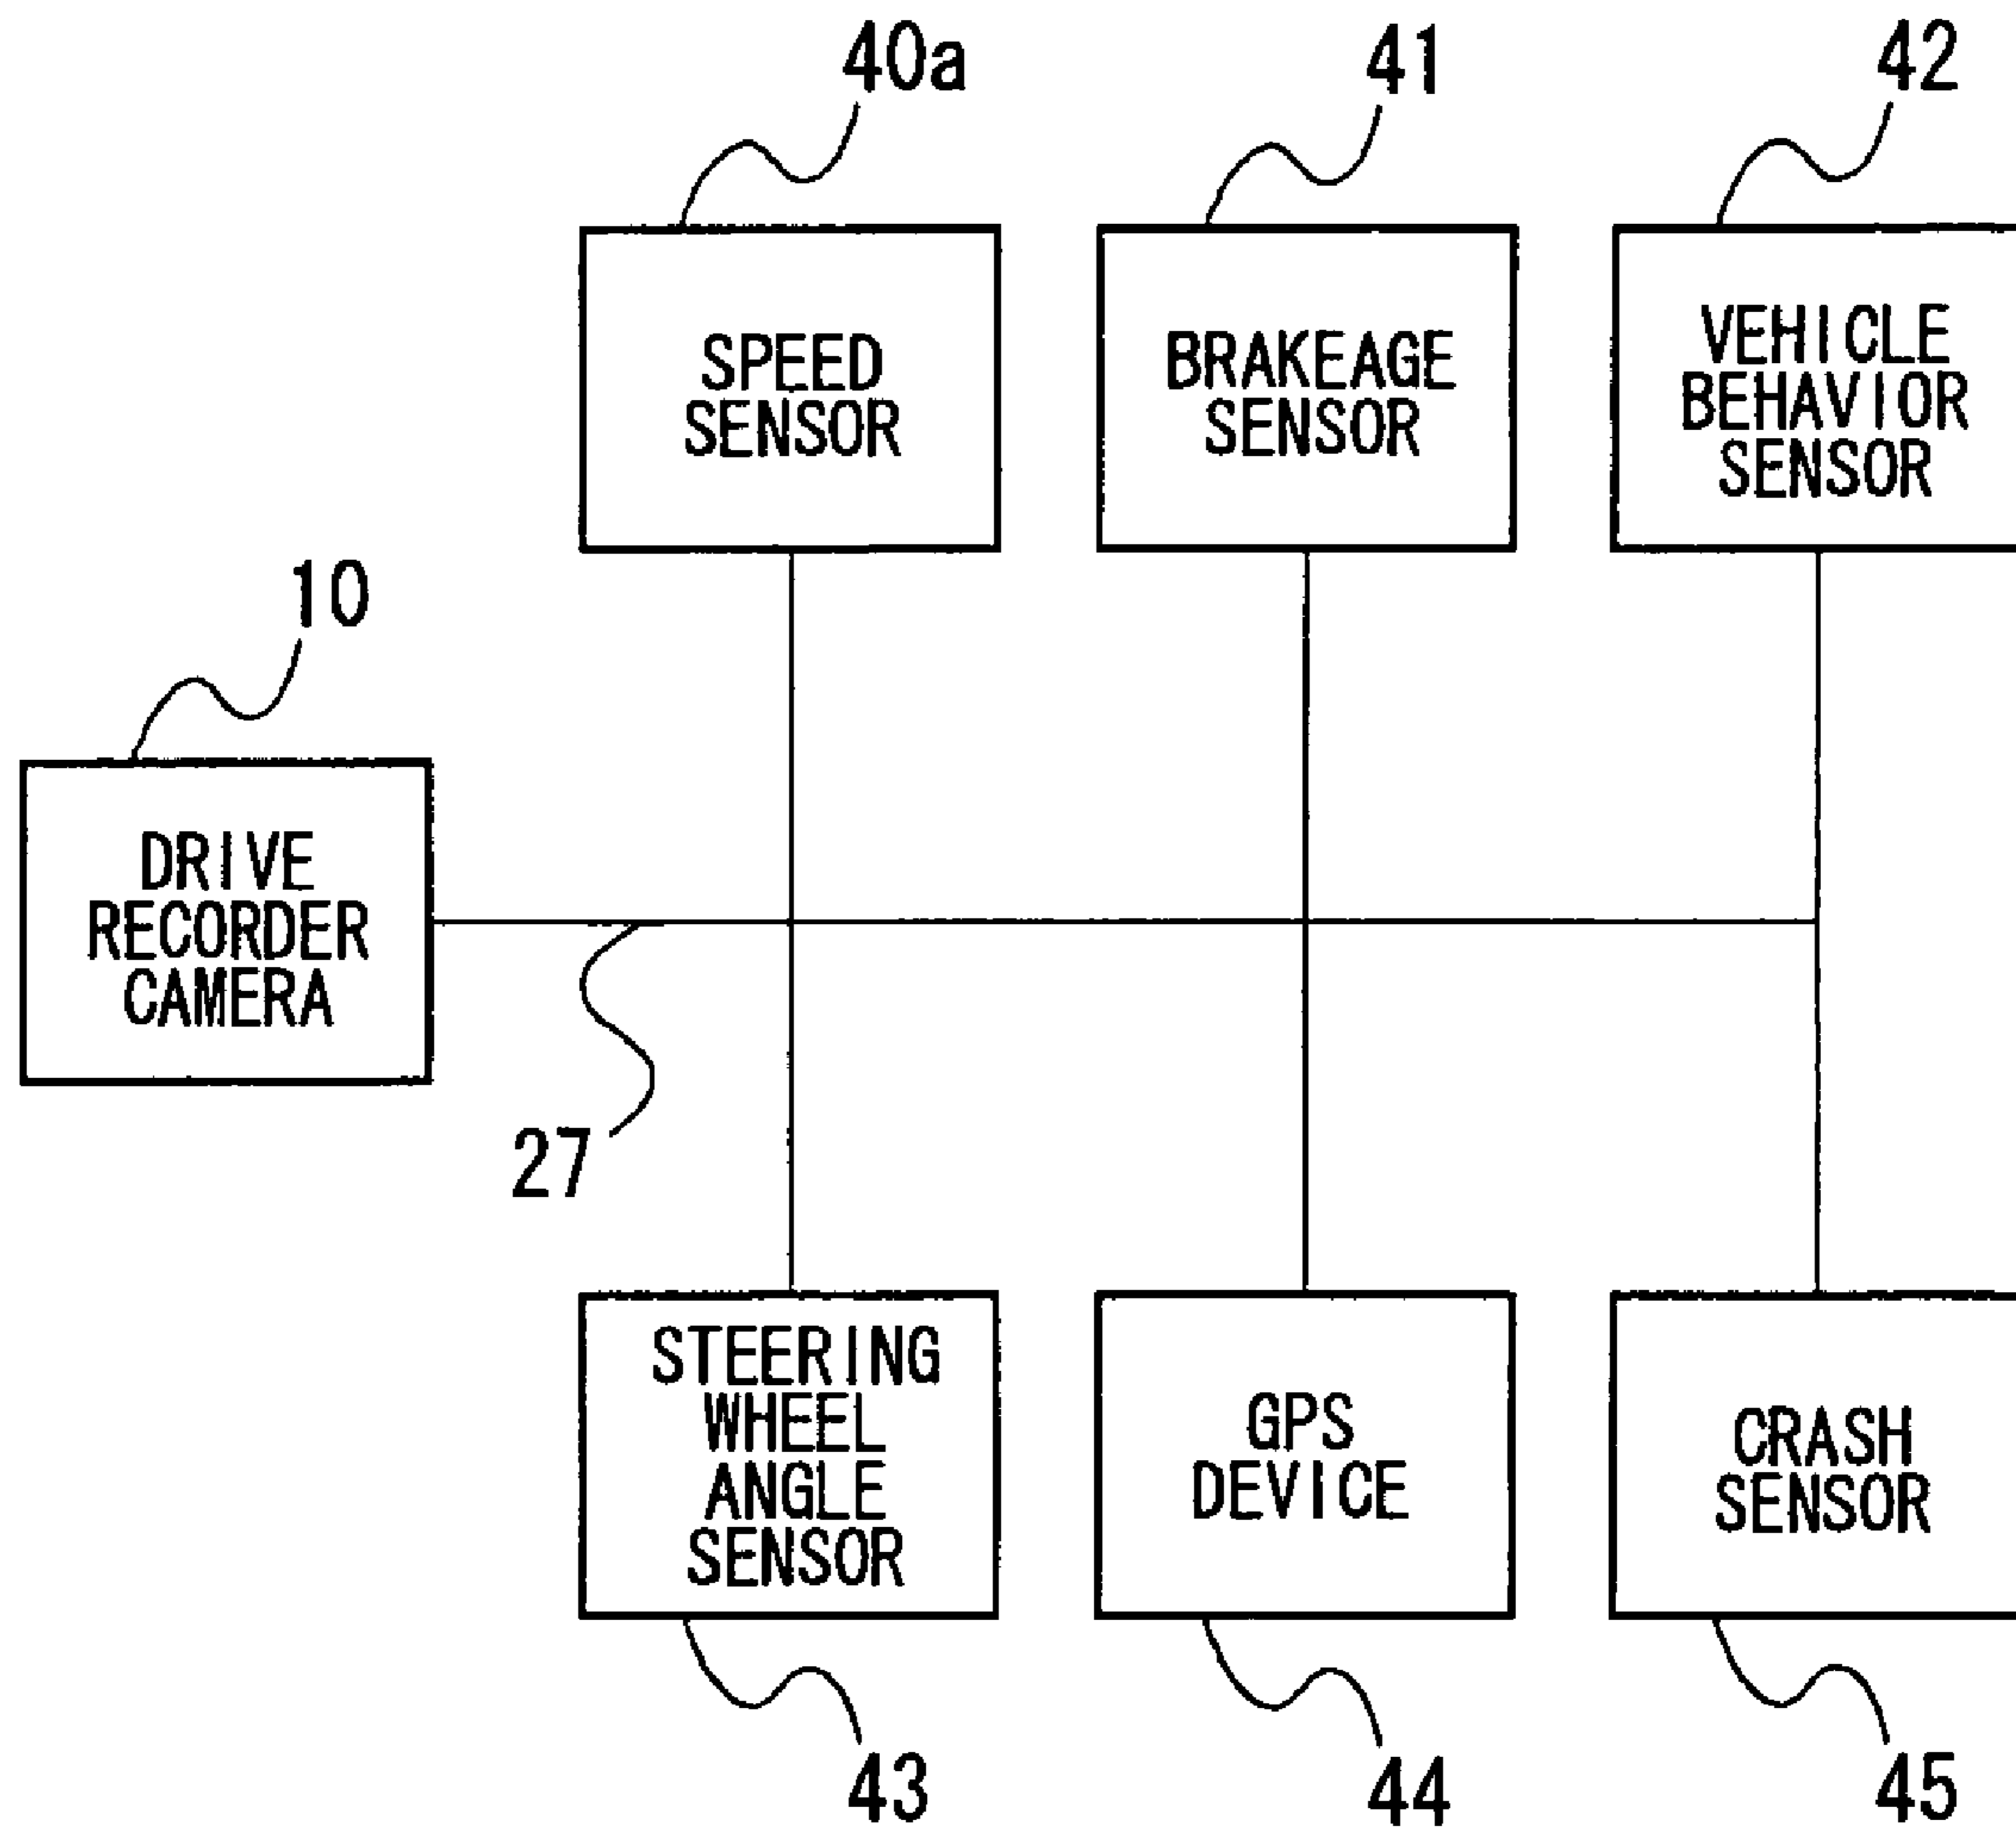 40a
41
42
SPEED
SENSOR
BRAKEAGE
SENSOR
VEHICLE
BEHAVIOR
SENSOR
10
DRIVE
RECORDER
CAMERA
27
STEERING
WHEEL
ANGLE
SENSOR
GPS
DEVICE
CRASH
SENSOR
43
44
45